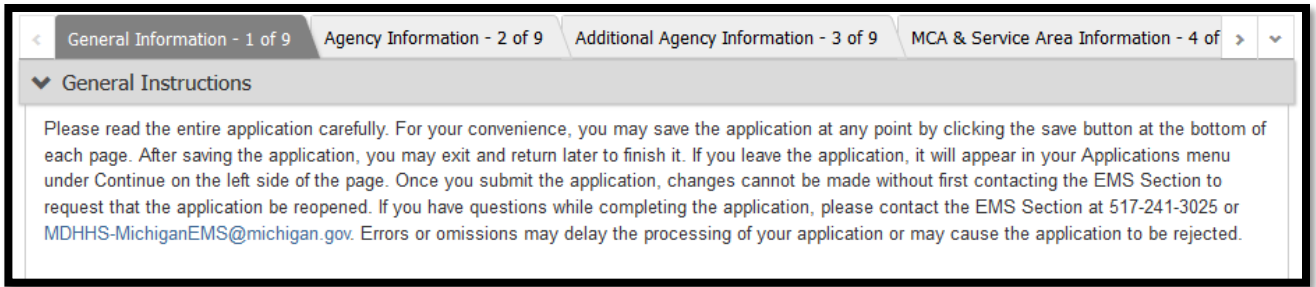 General Information - 1 of 9 Agency Information - 2 of 9 Additional Agency Information - 3 of 9 MCA & Service Area Information - 4 of
General Instructions
Please read the entire application carefully. For your convenience, you may save the application at any point by clicking the save button at the bottom of
each page. After saving the application, you may exit and return later to finish it. If you leave the application, it will appear in your Applications menu
under Continue on the left side of the page. Once you submit the application, changes cannot be made without first contacting the EMS Section to
request that the application be reopened. If you have questions while completing the application, please contact the EMS Section at 517-241-3025 or
MDHHS-MichiganEMS@michigan.gov. Errors or omissions may delay the processing of your application or may cause the application to be rejected.